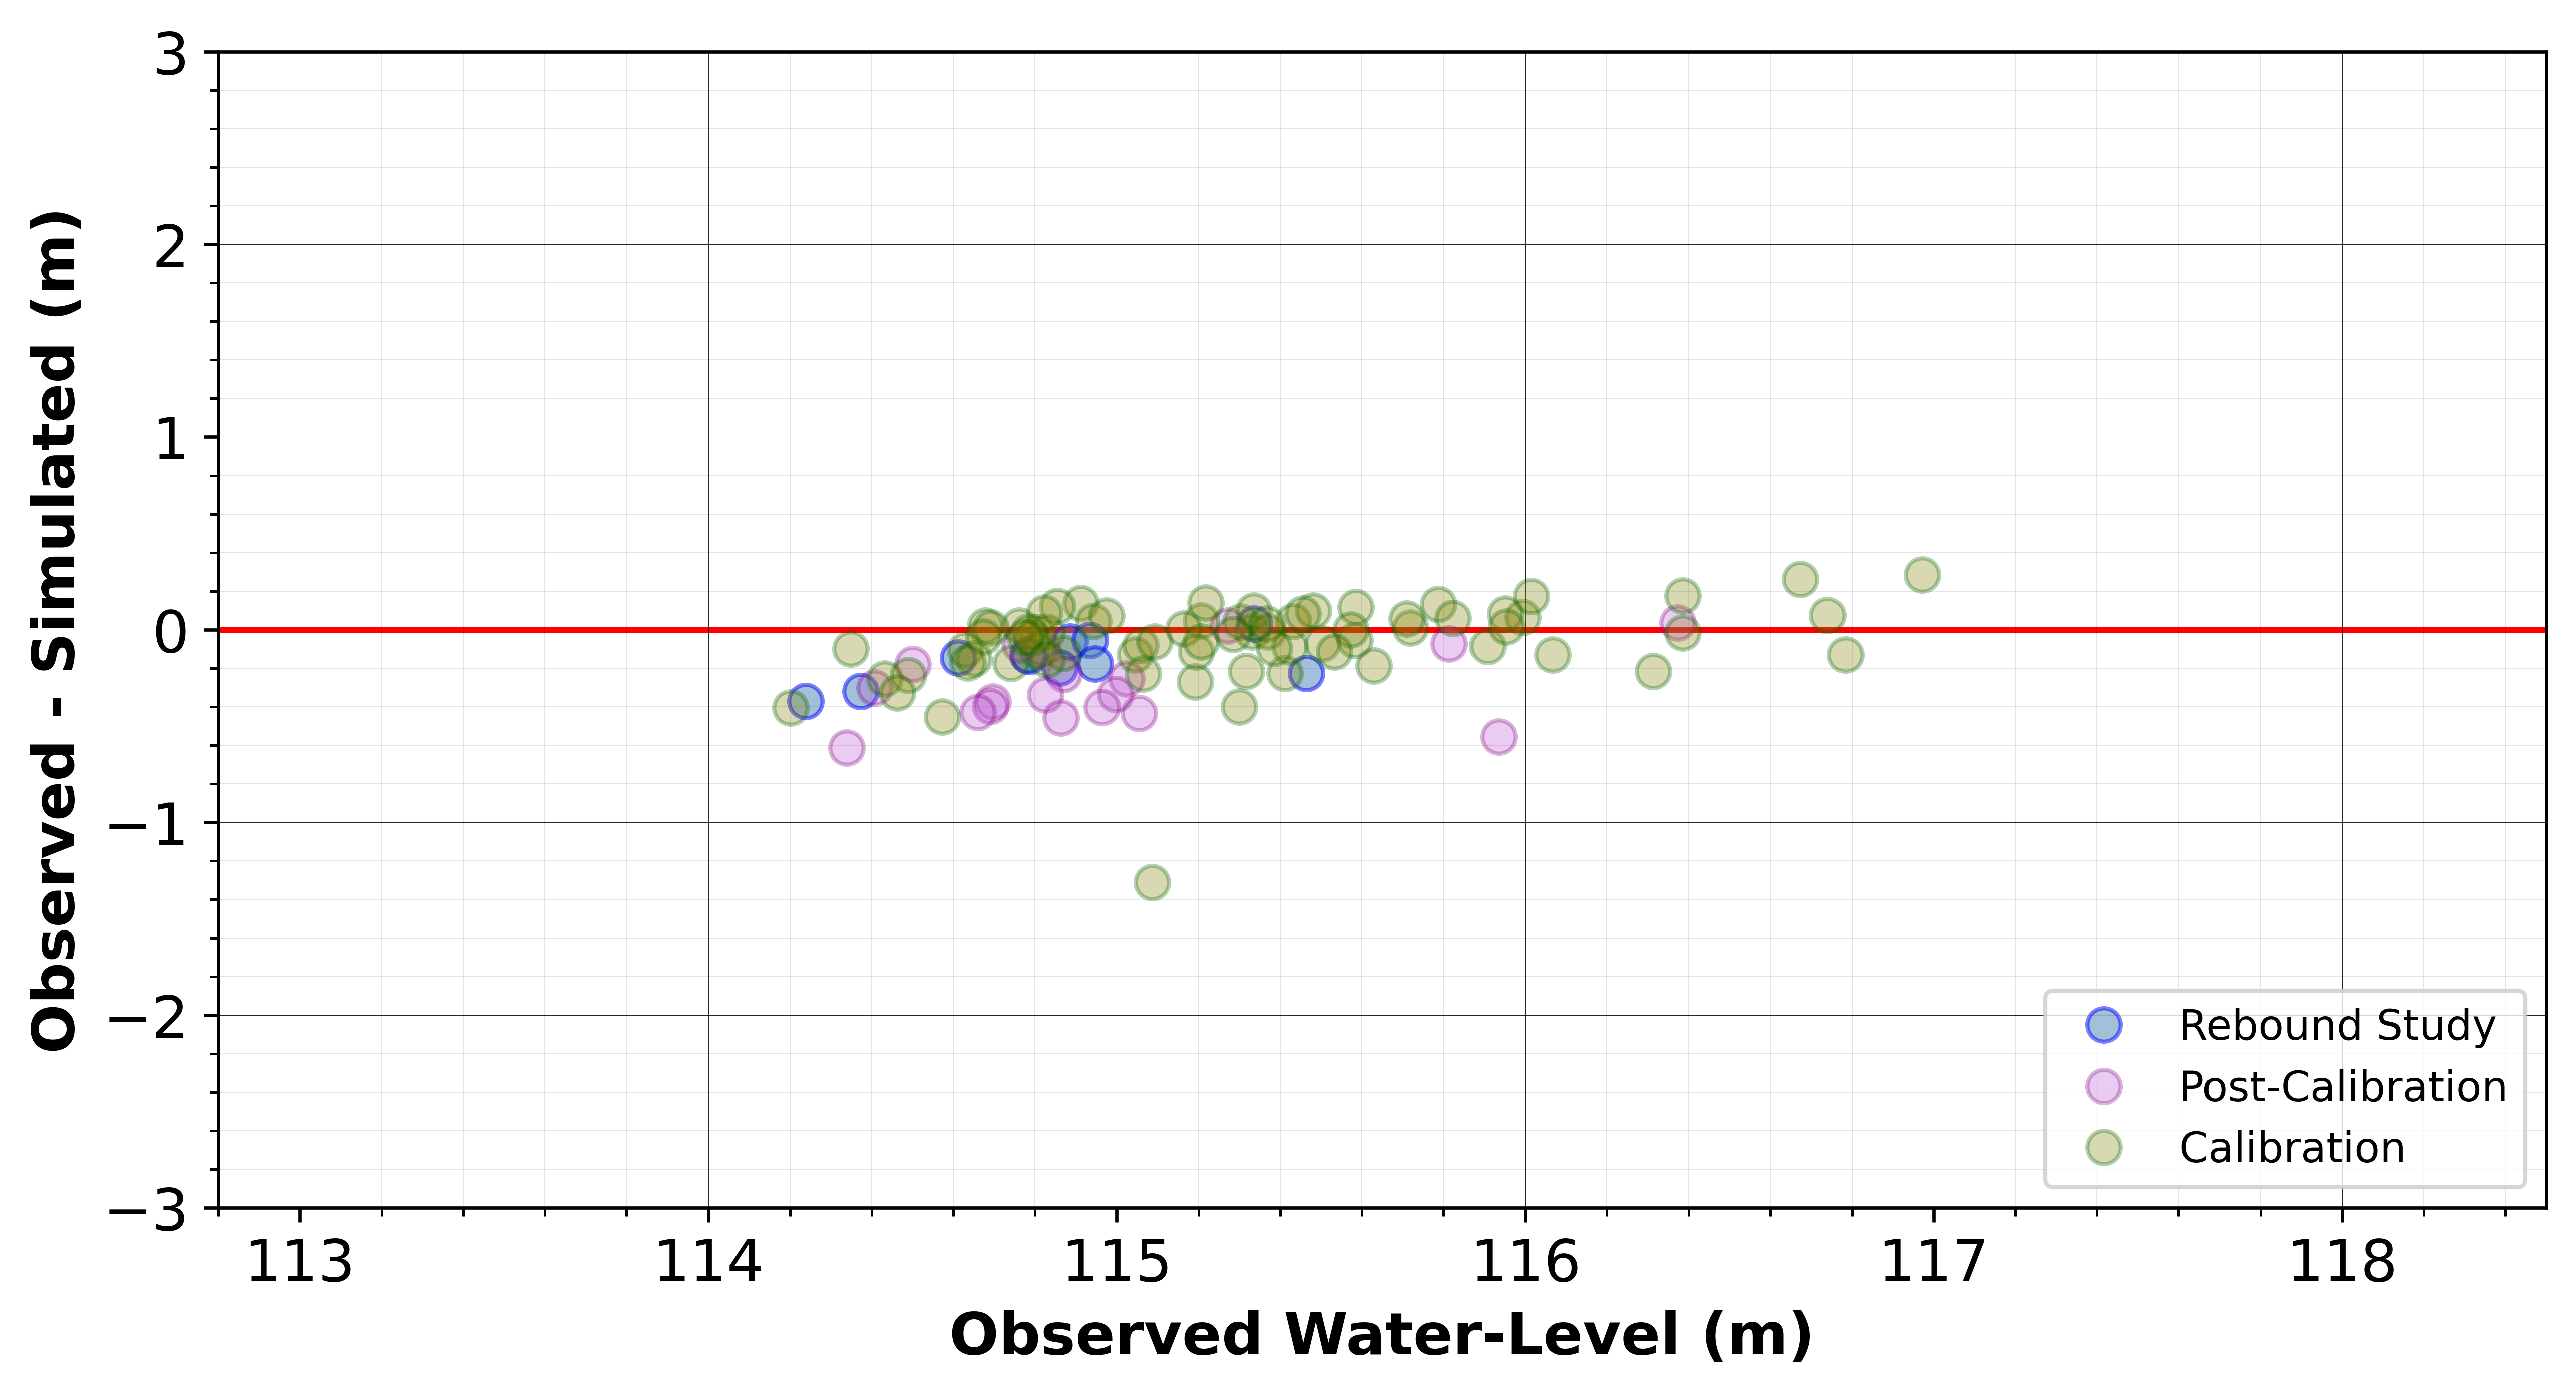 3
2
1
0
−1
−2
−3
Observed - Simulated (m)
113 114 115 116 117 118
Observed Water-Level (m)
Rebound Study
Post-Calibration
Calibration